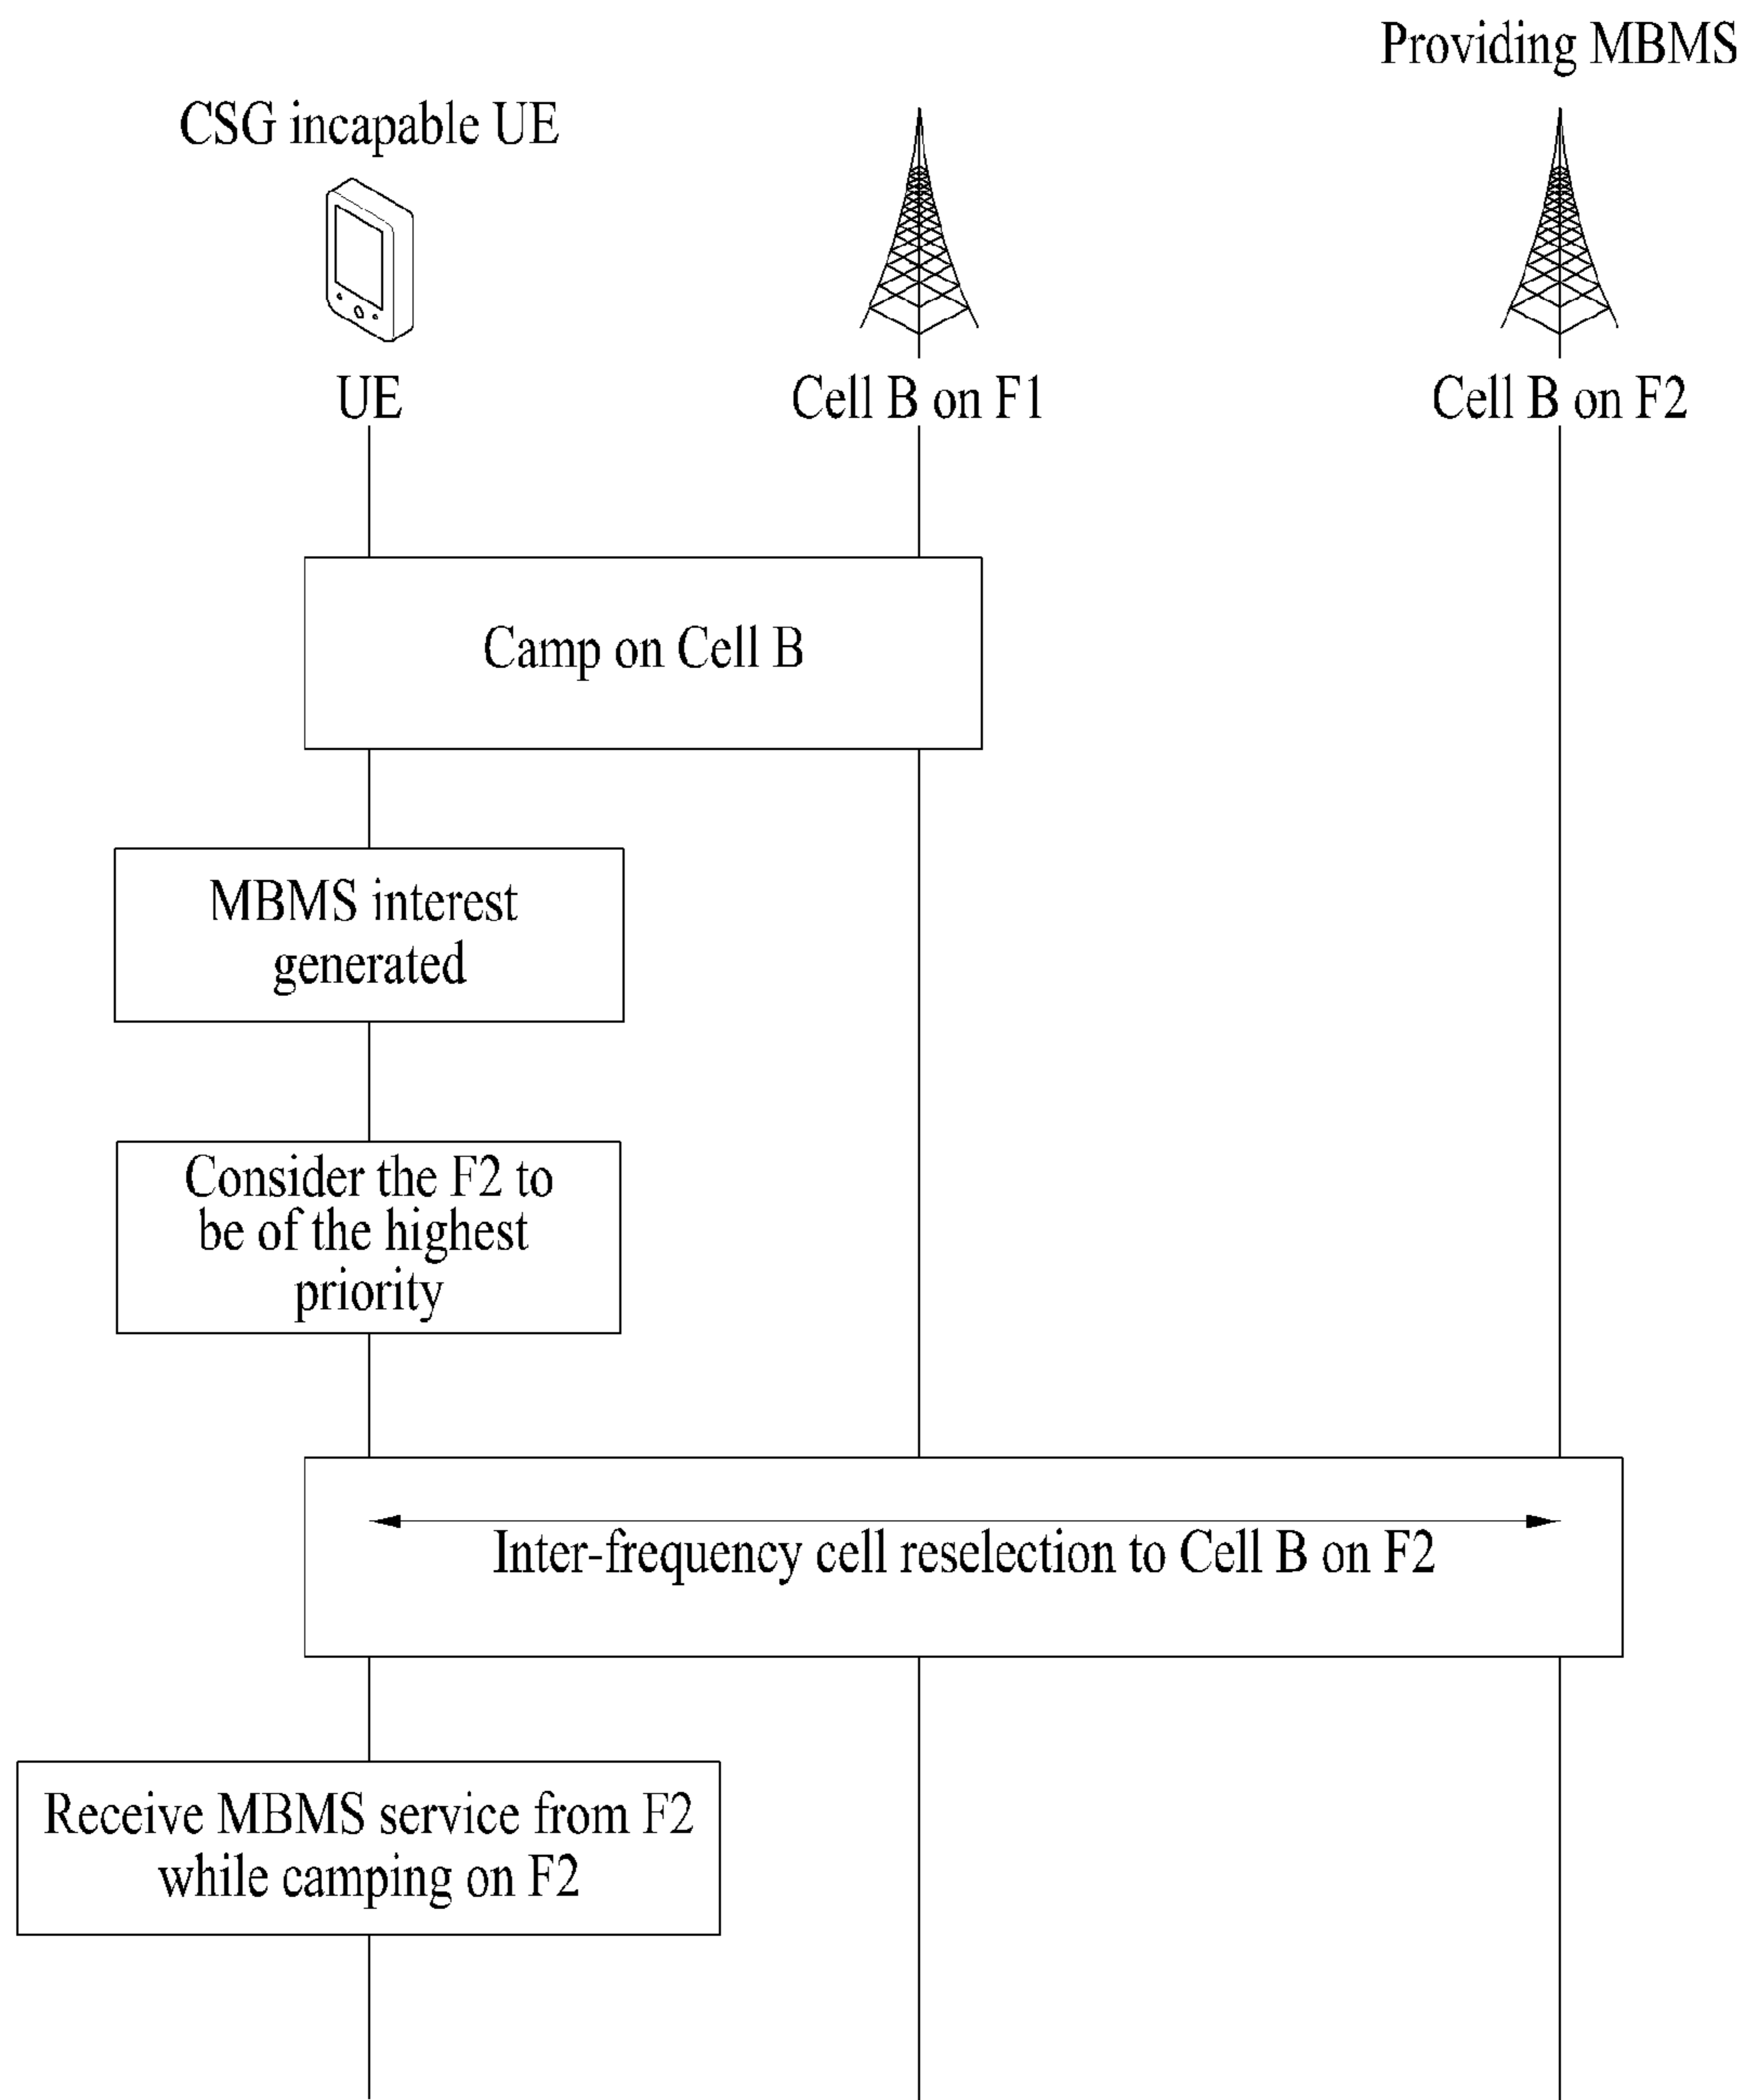 Providing MBMS
CSG incapable UE
UE
Cell B on F1
Cell B on F2
Camp on Cell B
MBMS interest
generated
Consider the F2 to
be of the highest
priority
Inter-frequency cell reselection to Cell B on F2
Receive MBMS service from F2
while camping on F2